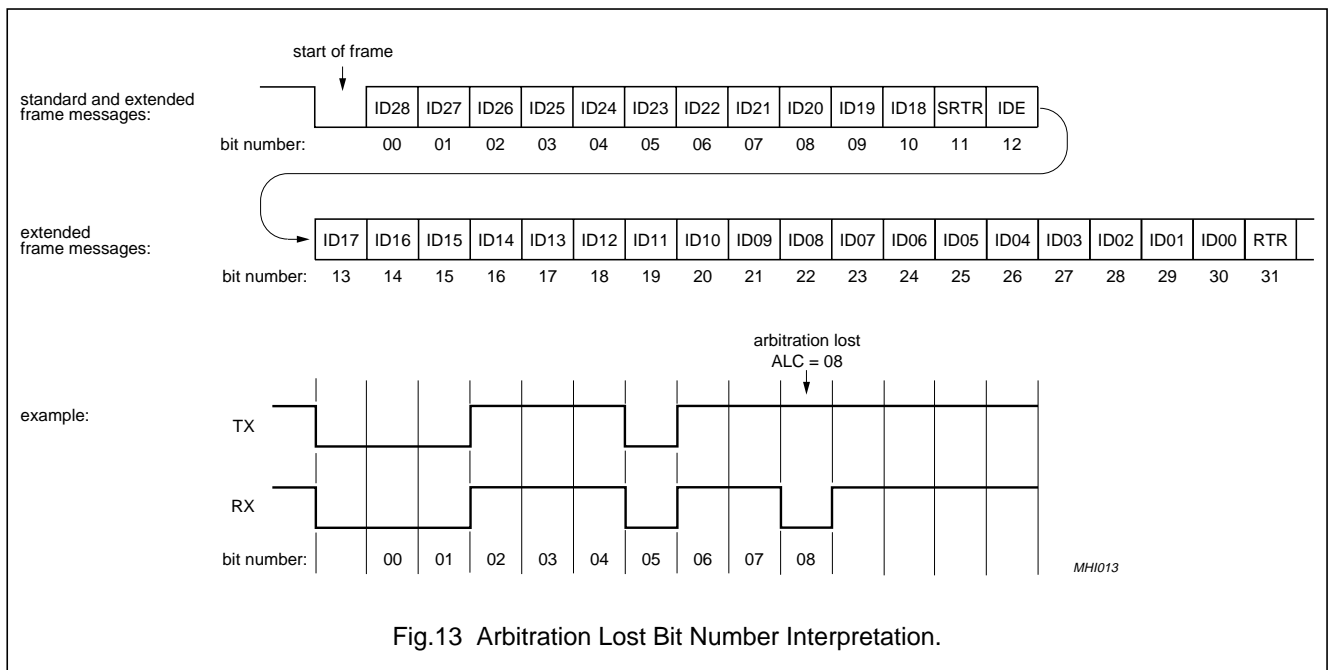 start of frame
standard and extended
frame messages:
ID28 ID27 ID26 ID25 ID24 ID23 ID22 ID21 ID20 ID19 ID18 SRTR IDE
bit number: 00 01 02 03 04 05 06 07 08 09 10 11 12
extended
frame messages:
ID17 ID16 ID15 ID14 ID13 ID12 ID11 ID10 ID09 ID08 ID07 ID06 ID05 ID04 ID03 ID02 ID01 ID00 RTR
bit number: 13 14 15 16 17 18 19 20 21 22 23 24 25 26 27 28 29 30 31
arbitration lost
ALC = 08
example:
TX
RX
bit number: 00 01 02 03 04 05 06 07 08
MHI013
Fig.13 Arbitration Lost Bit Number Interpretation.